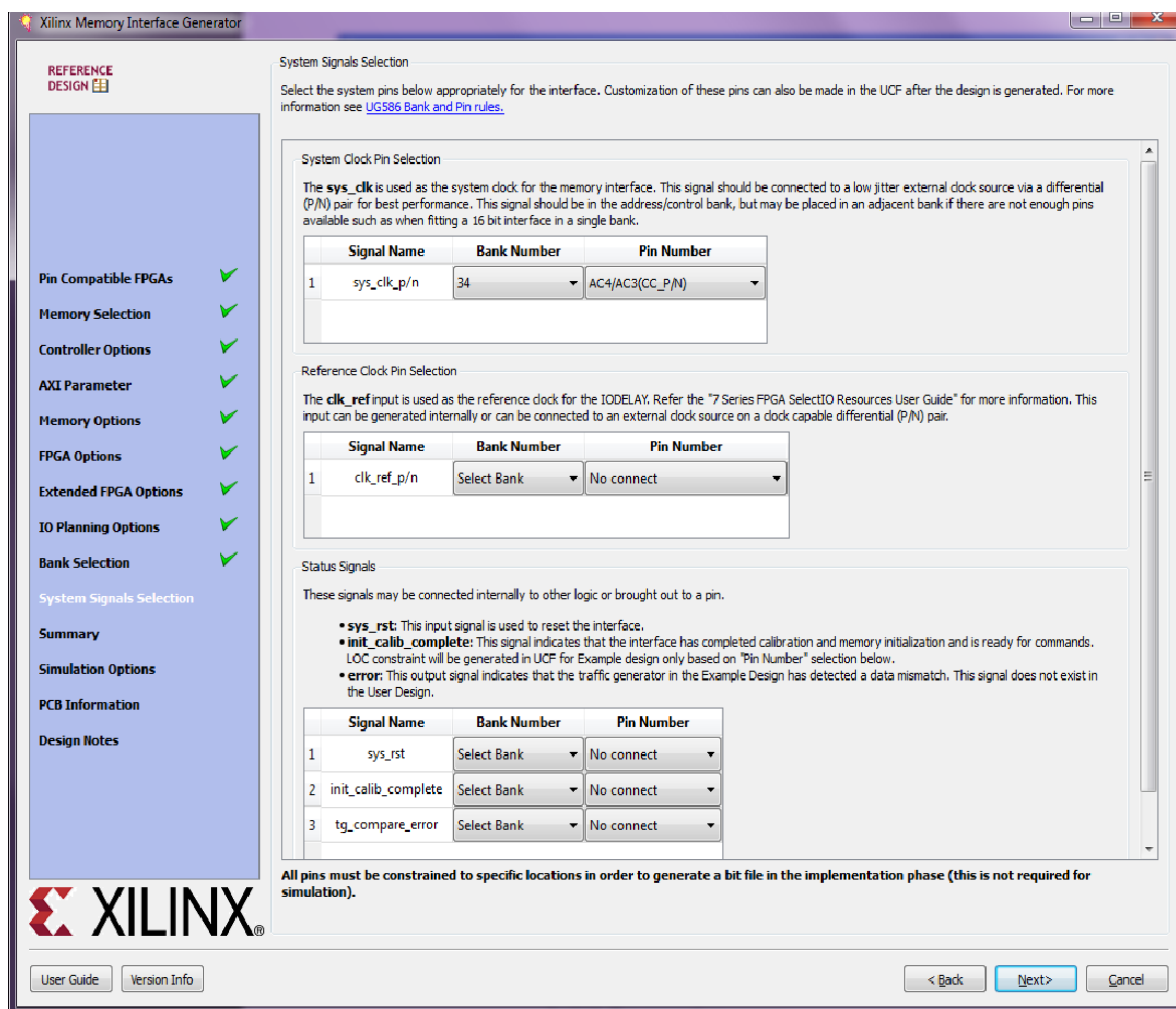 Xilinx Memory Interface Generator
REFERENCE
DESIGN
Pin Compatible FPGAs
Memory Selection
Controller Options
AXI Parameter
Memory Options
FPGA Options
Extended FPGA Options
IO Planning Options
Bank Selection
System Signals Selection
Summary
Simulation Options
PCB Information
Design Notes
XILINX®
System Signals Selection
Select the system pins below appropriately for the interface. Customization of these pins can also be made in the UCF after the design is generated. For more
information see UG586 Bank and Pin rules.
System Clock Pin Selection
The sys_clk is used as the system clock for the memory interface. This signal should be connected to a low jitter external clock source via a differential
(P/N) pair for best performance. This signal should be in the address/control bank, but may be placed in an adjacent bank if there are not enough pins
available such as when fitting a 16 bit interface in a single bank.
Signal Name Bank Number Pin Number
1 sys_clk_p/n 34 AC4/AC3(CC_P/N)
Reference Clock Pin Selection
The clk_ref input is used as the reference clock for the IODELAY. Refer the "7 Series FPGA SelectIO Resources User Guide" for more information. This
input can be generated internally or can be connected to an external clock source on a clock capable differential (P/N) pair.
Signal Name Bank Number Pin Number
1 clk_ref_p/n Select Bank No connect
Status Signals
These signals may be connected internally to other logic or brought out to a pin.
• sys_rst: This input signal is used to reset the interface.
• init_calib_complete: This signal indicates that the interface has completed calibration and memory initialization and is ready for commands.
LOC constraint will be generated in UCF for Example design only based on "Pin Number" selection below.
• error: This output signal indicates that the traffic generator in the Example Design has detected a data mismatch. This signal does not exist in
the User Design.
Signal Name Bank Number Pin Number
1 sys_rst Select Bank No connect
2 init_calib_complete Select Bank No connect
3 tg_compare_error Select Bank No connect
All pins must be constrained to specific locations in order to generate a bit file in the implementation phase (this is not required for
simulation).
User Guide Version Info < Back Next> Cancel